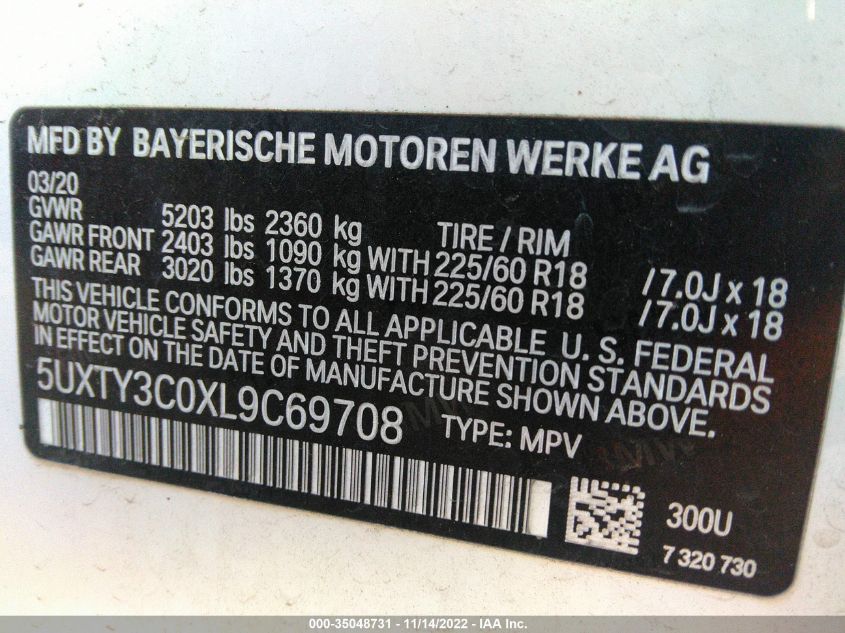 MFD BY BAYERISCHE MOTOREN WERKE AG
03/20
GVWR 5203 lbs 2360 kg TIRE / RIM
GAWR FRONT 2403 lbs 1090 kg WITH 225/60 R18 /7.0J x 18
GAWR REAR 3020 lbs 1370 kg WITH 225/60 R18 /7.0J x 18
THIS VEHICLE CONFORMS TO ALL APPLICABLE U. S. FEDERAL
MOTOR VEHICLE SAFETY AND THEFT PREVENTION STANDARDS
IN EFFECT ON THE DATE OF MANUFACTURE SHOWN ABOVE.
5UXTY3C0XL9C69708 TYPE: MPV
300U
7 320 730
000-35048731 - 11/14/2022 - IAA Inc.